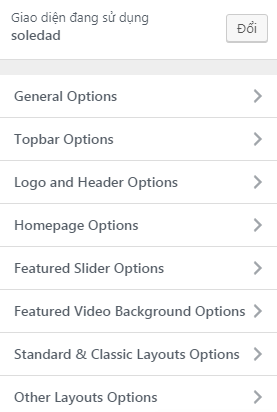 Giao diện đang sử dụng
soledad
Đổi
General Options
Topbar Options
Logo and Header Options
Homepage Options
Featured Slider Options
Featured Video Background Options
Standard & Classic Layouts Options
Other Layouts Options